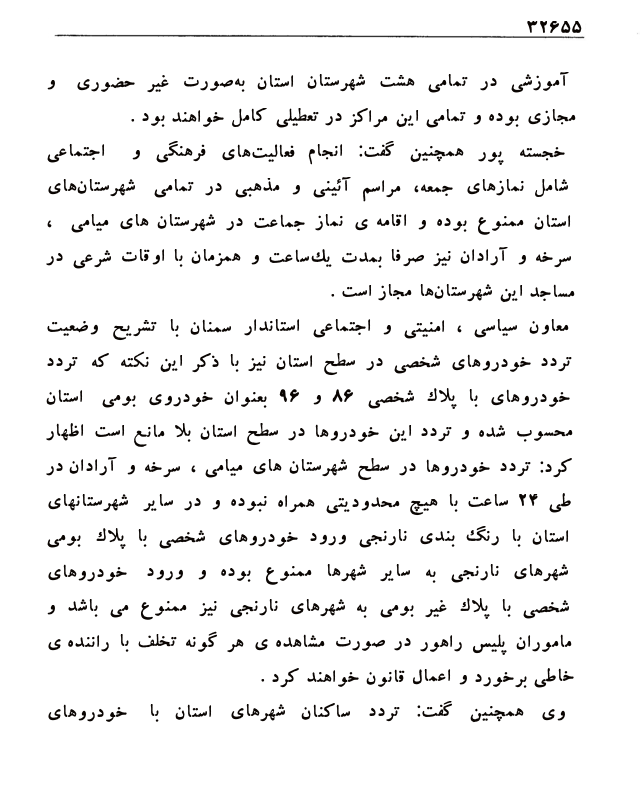 ۳۲۶۵۵
آموزشی در تمامی هشت شهرستان استان به‌صورت غیر حضوری و
مجازی بوده و تمامی این مراکز در تعطیلی کامل خواهند بود .
خجسته پور همچنین گفت: انجام فعالیت‌های فرهنگی و اجتماعی
شامل نمازهای جمعه، مراسم آئینی و مذهبی در تمامی شهرستان‌های
استان ممنوع بوده و اقامه ی نماز جماعت در شهرستان های میامی ،
سرخه و آرادان نیز صرفا بمدت یك‌ساعت و همزمان با اوقات شرعی در
مساجد این شهرستان‌ها مجاز است .
معاون سیاسی ، امنیتی و اجتماعی استاندار سمنان با تشریح وضعیت
تردد خودروهای شخصی در سطح استان نیز با ذکر این نکته که تردد
خودروهای با پلاك شخصی ۸۶ و ۹۶ بعنوان خودروی بومی استان
محسوب شده و تردد این خودروها در سطح استان بلا مانع است اظهار
کرد: تردد خودروها در سطح شهرستان های میامی ، سرخه و آرادان در
طی ۲۴ ساعت با هیچ محدودیتی همراه نبوده و در سایر شهرستانهای
استان با رنگ بندی نارنجی ورود خودروهای شخصی با پلاك بومی
شهرهای نارنجی به سایر شهرها ممنوع بوده و ورود خودروهای
شخصی با پلاك غیر بومی به شهرهای نارنجی نیز ممنوع می باشد و
ماموران پلیس راهور در صورت مشاهده ی هر گونه تخلف با راننده ی
خاطی برخورد و اعمال قانون خواهند کرد .
وی همچنین گفت: تردد ساکنان شهرهای استان با خودروهای